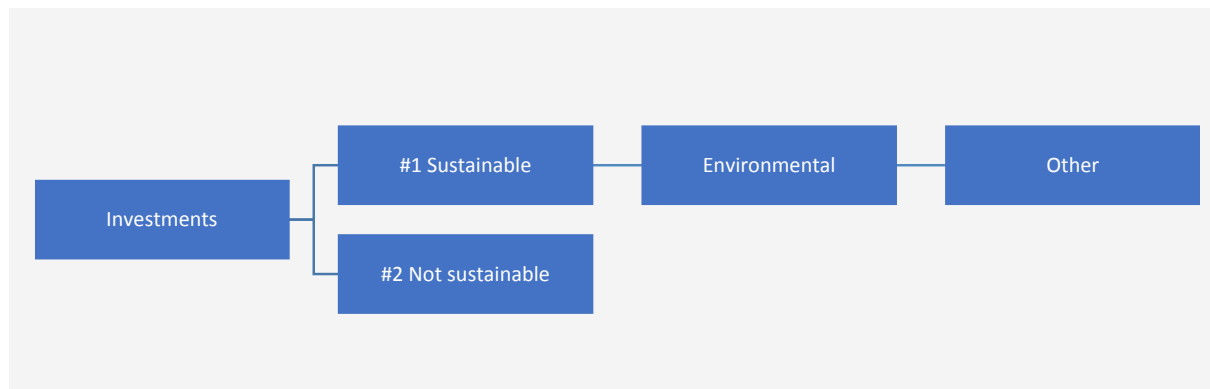 Investments
#1 Sustainable
Environmental
Other
#2 Not sustainable